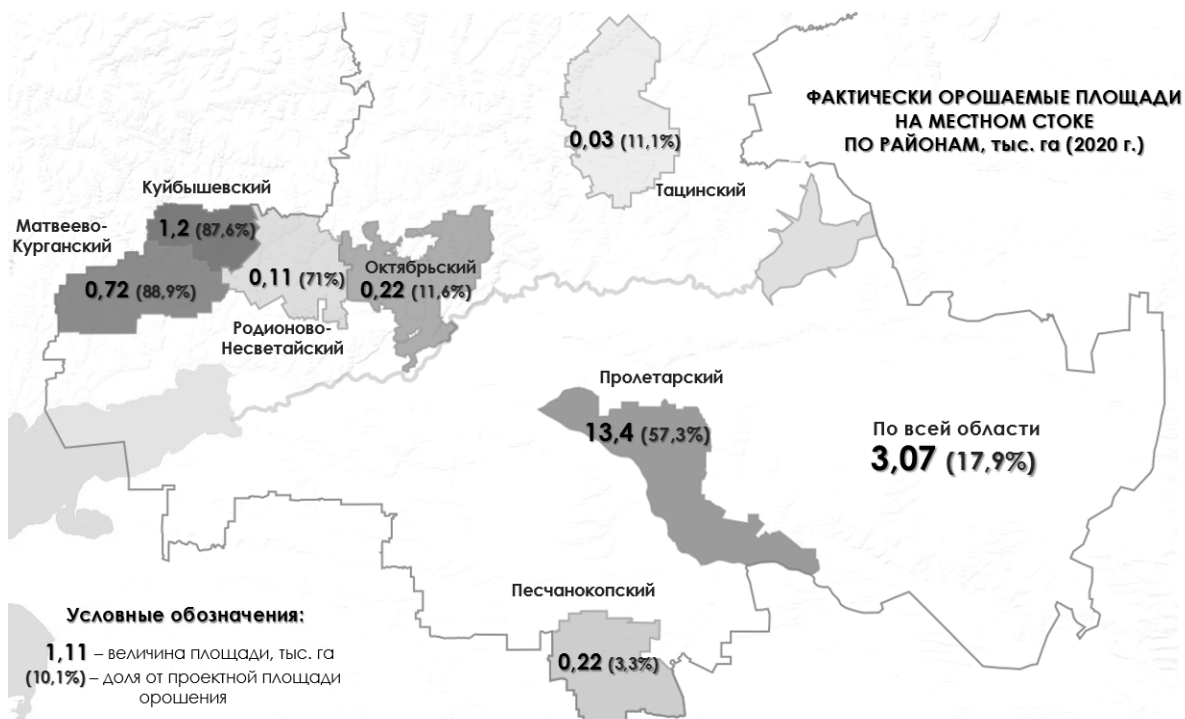 ФАКТИЧЕСКИ ОРОШАЕМЫЕ ПЛОЩАДИ
НА МЕСТНОМ СТОКЕ
ПО РАЙОНАМ, тыс. га (2020 г.)
0,03 (11,1%)
Тацинский
Куйбышевский
1,2 (87,6%)
Матвеево-
Курганский
0,72 (88,9%)
0,11 (71%)
Родионово-
Несветайский
Октябрьский
0,22 (11,6%)
Пролетарский
13,4 (57,3%)
По всей области
3,07 (17,9%)
Песчанокопский
0,22 (3,3%)
Условные обозначения:
1,11 – величина площади, тыс. га
(10,1%) – доля от проектной площади
орошения